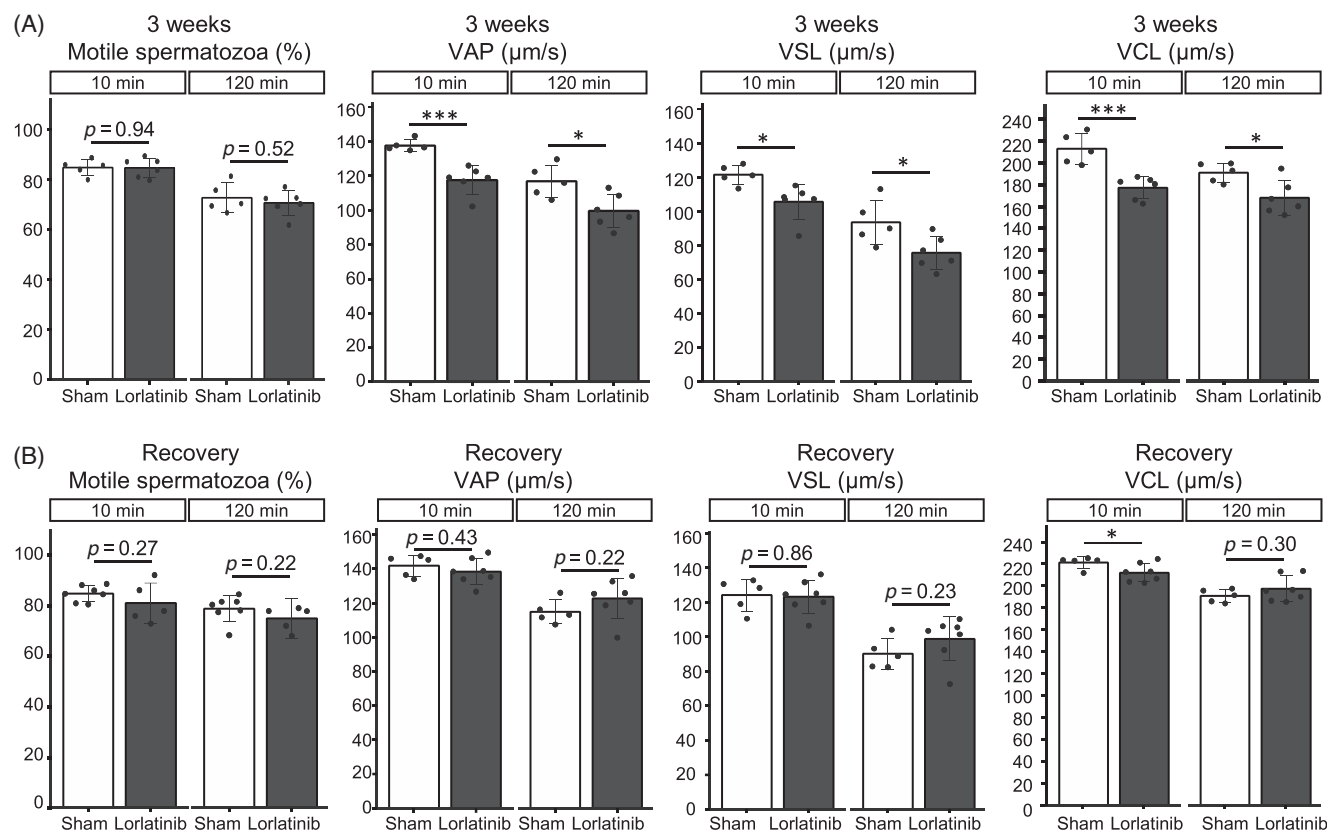 (A)
3 weeks
Motile spermatozoa (%)
10 min 120 min
p = 0.94
p = 0.52
100
80
60
40
20
0
Sham Lorlatinib Sham Lorlatinib
3 weeks
VAP (µm/s)
10 min 120 min
***
*
160
140
120
100
80
60
40
20
0
Sham Lorlatinib Sham Lorlatinib
3 weeks
VSL (µm/s)
10 min 120 min
*
*
160
140
120
100
80
60
40
20
0
Sham Lorlatinib Sham Lorlatinib
3 weeks
VCL (µm/s)
10 min 120 min
***
*
240
220
200
180
160
140
120
100
80
60
40
20
0
Sham Lorlatinib Sham Lorlatinib
(B)
Recovery
Motile spermatozoa (%)
10 min 120 min
p = 0.27
p = 0.22
100
80
60
40
20
0
Sham Lorlatinib Sham Lorlatinib
Recovery
VAP (µm/s)
10 min 120 min
p = 0.43
p = 0.22
160
140
120
100
80
60
40
20
0
Sham Lorlatinib Sham Lorlatinib
Recovery
VSL (µm/s)
10 min 120 min
p = 0.86
p = 0.23
160
140
120
100
80
60
40
20
0
Sham Lorlatinib Sham Lorlatinib
Recovery
VCL (µm/s)
10 min 120 min
*
p = 0.30
240
220
200
180
160
140
120
100
80
60
40
20
0
Sham Lorlatinib Sham Lorlatinib